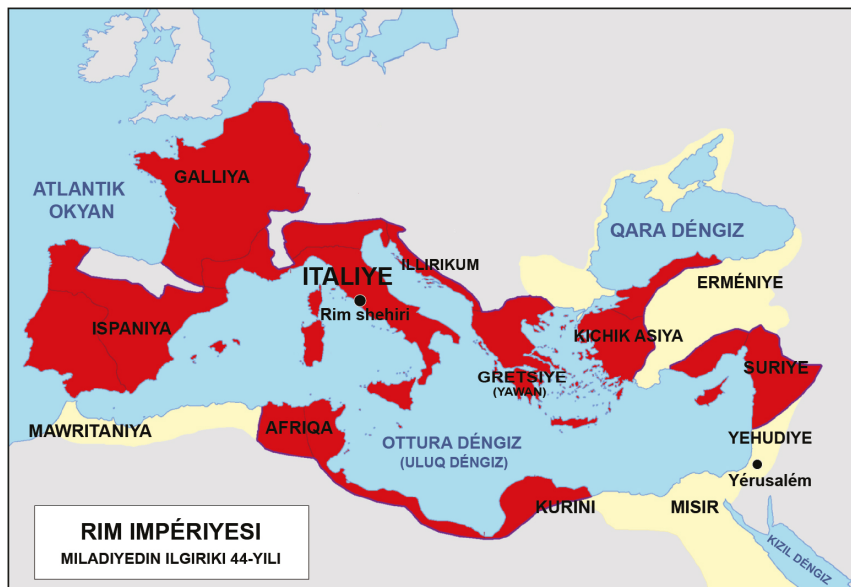 GALLIYA
ATLANTIK
OKYAN
QARA DÉNGIZ
ITALIYE
ILLIRIKUM
ERMÉNIYE
Rim shehiri
ISPANIYA
KICHIK ASIYA
SURIYE
GRETSIYE
(YAWAN)
MAWRITANIYA
AFRIQA
OTTURA DÉNGIZ
(ULUQ DÉNGIZ)
YEHUDIYE
Yérusalém
KURINI
MISIR
KIZIL DÉNGIZ
RIM IMPÉRIYESI
MILADIYEDIN ILGIRIKI 44-YILI